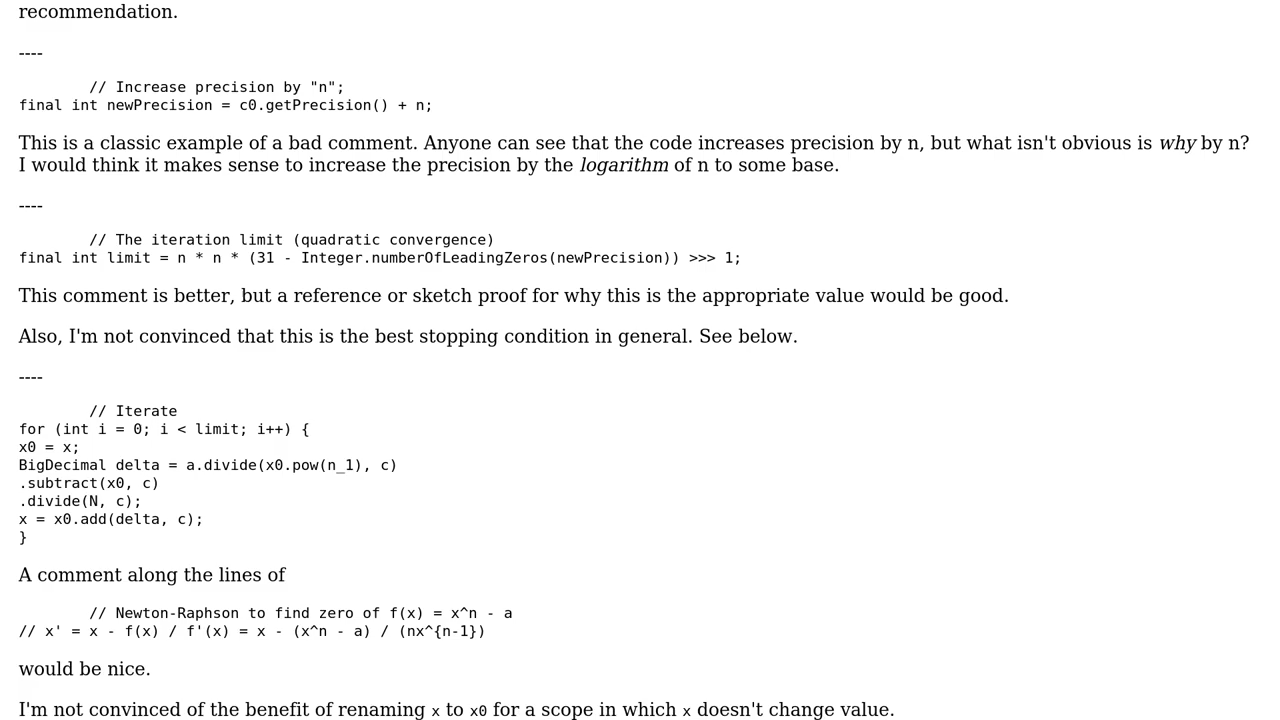 recommendation.
----
// Increase precision by "n";
final int newPrecision = c0.getPrecision() + n;
This is a classic example of a bad comment. Anyone can see that the code increases precision by n, but what isn't obvious is why by n?
I would think it makes sense to increase the precision by the logarithm of n to some base.
----
// The iteration limit (quadratic convergence)
final int limit = n * n * (31 - Integer.numberOfLeadingZeros(newPrecision)) >>> 1;
This comment is better, but a reference or sketch proof for why this is the appropriate value would be good.
Also, I'm not convinced that this is the best stopping condition in general. See below.
----
// Iterate
for (int i = 0; i < limit; i++) {
x0 = x;
BigDecimal delta = a.divide(x0.pow(n_1), c)
.subtract(x0, c)
.divide(N, c);
x = x0.add(delta, c);
}
A comment along the lines of
// Newton-Raphson to find zero of f(x) = x^n - a
// x' = x - f(x) / f'(x) = x - (x^n - a) / (nx^{n-1})
would be nice.
I'm not convinced of the benefit of renaming x to x0 for a scope in which x doesn't change value.